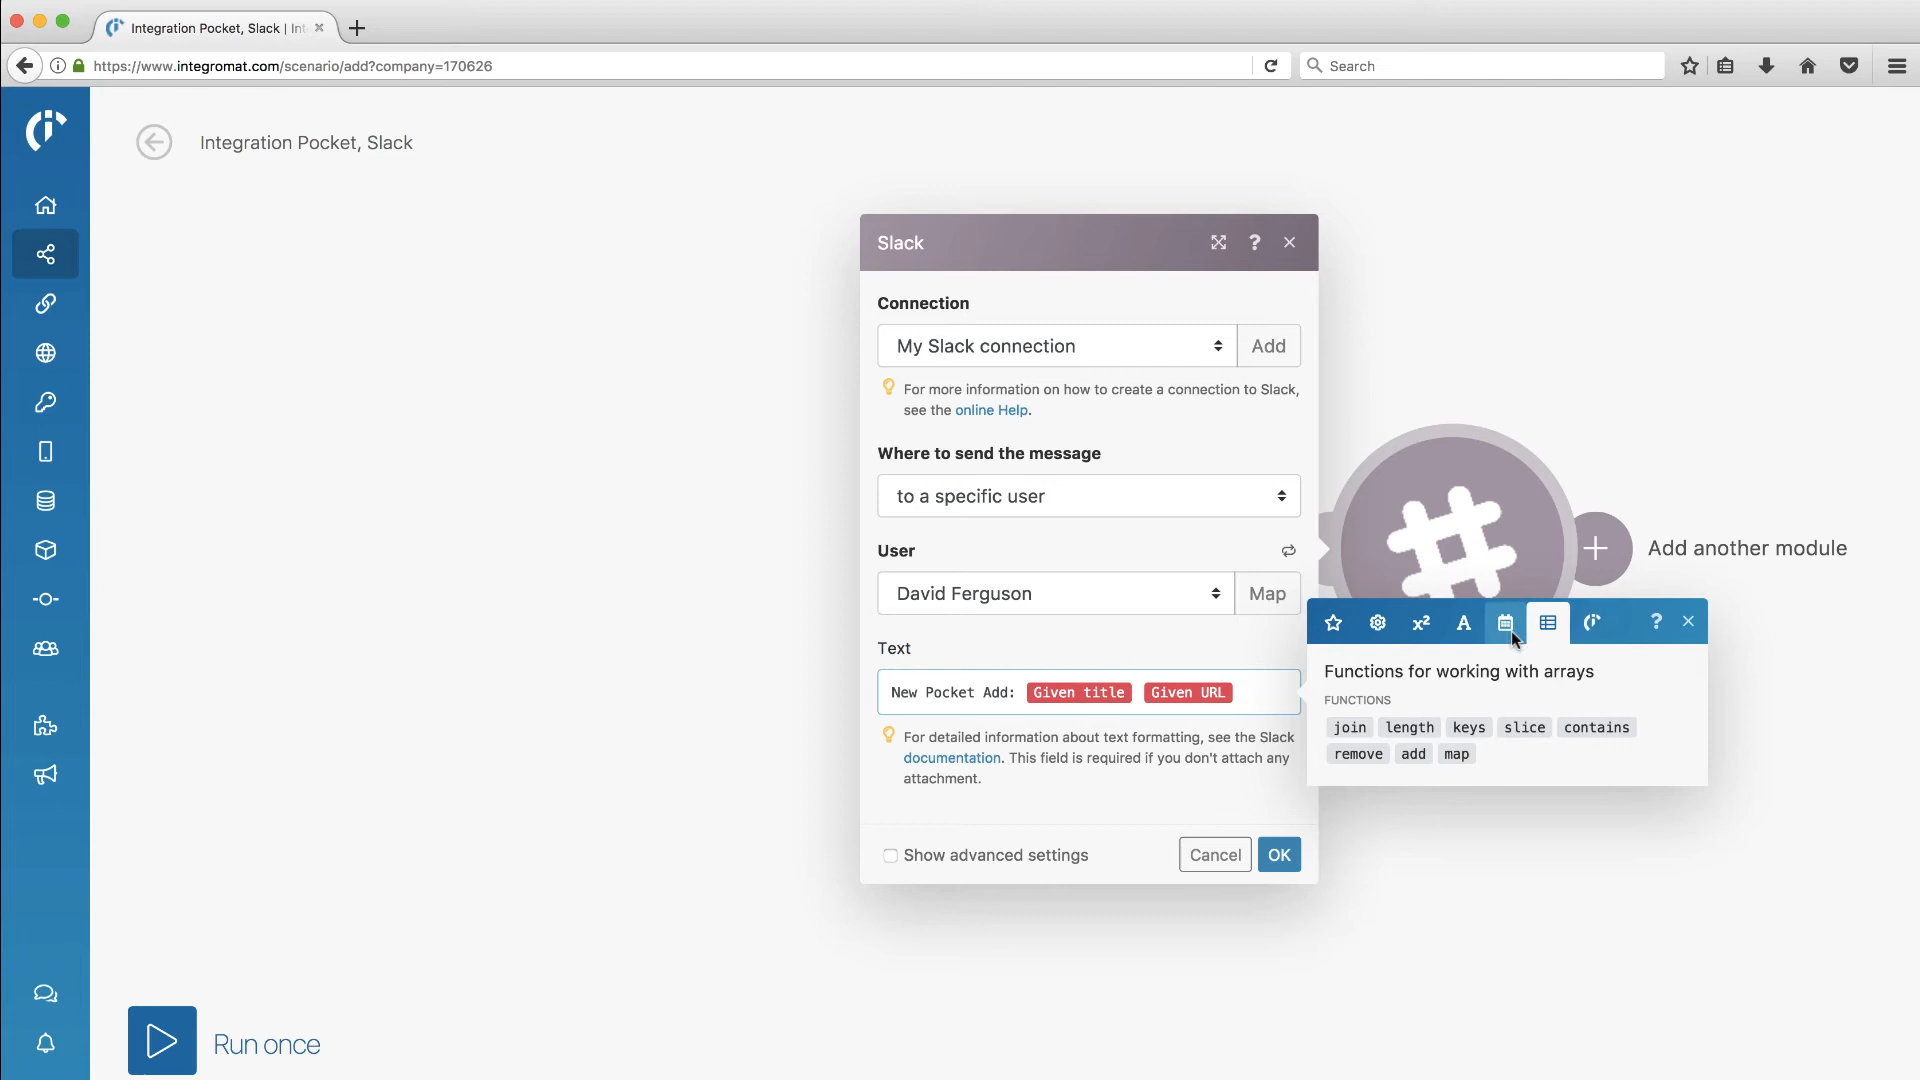 Integration Pocket, Slack | Int
https://www.integromat.com/scenario/add?company=170626
Search
Integration Pocket, Slack
Slack
?
Connection
My Slack connection
Add
For more information on how to create a connection to Slack,
see the online Help.
Where to send the message
to a specific user
User
David Ferguson
Map
Text
New Pocket Add: Given title Given URL
For detailed information about text formatting, see the Slack
documentation. This field is required if you don't attach any
attachment.
Show advanced settings
Cancel
OK
Add another module
x²
A
?
Functions for working with arrays
FUNCTIONS
join length keys slice contains
remove add map
Run once